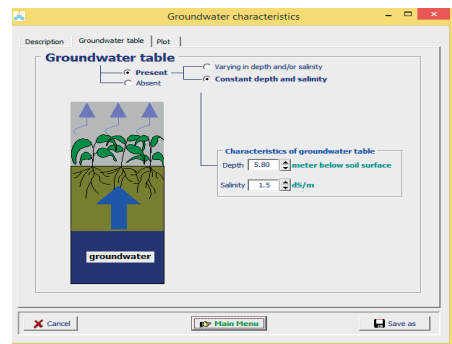 Groundwater characteristics
Description Groundwater table Plot
Groundwater table
Present
Absent
Varying in depth and/or salinity
Constant depth and salinity
Characteristics of groundwater table
Depth 5.80 meter below soil surface
Salinity 1.5 dS/m
groundwater
Cancel Main Menu Save as